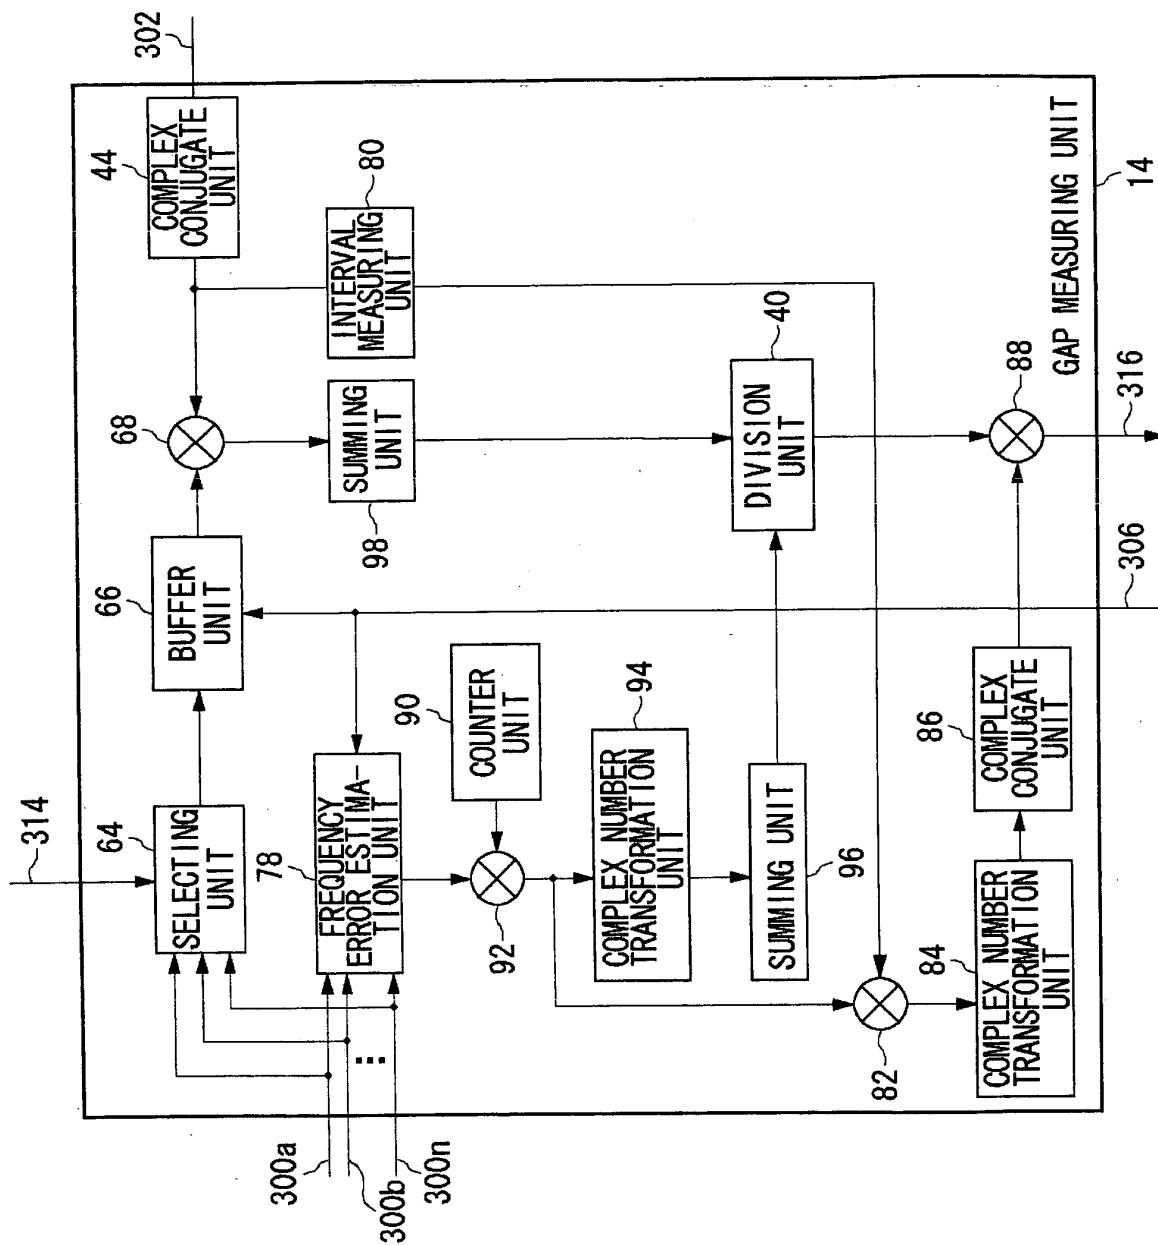 302
44
COMPLEX
CONJUGATE
UNIT
80
INTERVAL
MEASURING
UNIT
68
SUMMING
UNIT
98
40
DIVISION
UNIT
88
GAP MEASURING UNIT
14
316
66
BUFFER
UNIT
306
90
COUNTER
UNIT
94
COMPLEX NUMBER
TRANSFORMATION
UNIT
86
COMPLEX
CONJUGATE
UNIT
314
64
SELECTING
UNIT
78
FREQUENCY
ERROR ESTIMA-
TION UNIT
92
SUMMING UNIT
96
84
COMPLEX NUMBER
TRANSFORMATION
UNIT
82
...
300a
300b
300n